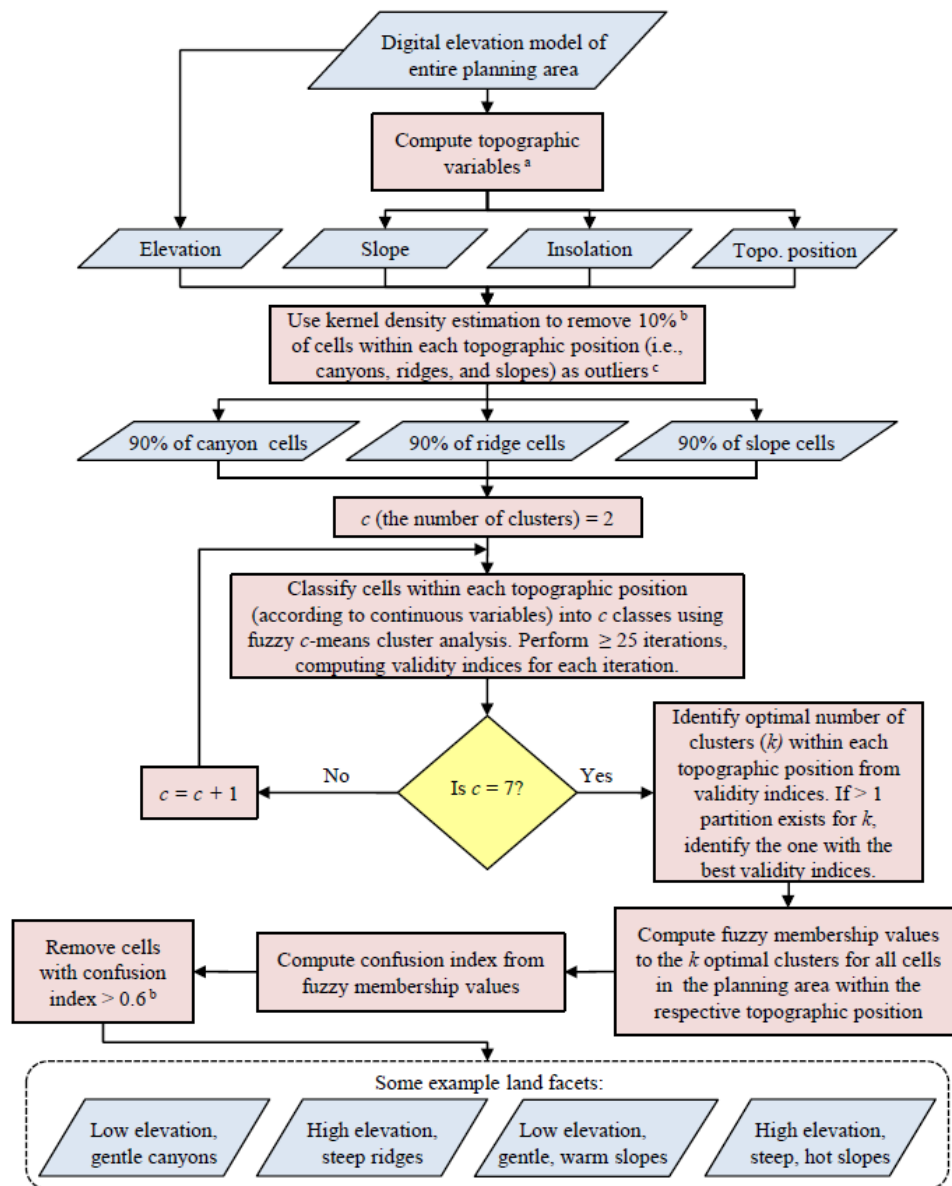 Digital elevation model of
entire planning area
Compute topographic
variables a
Elevation
Slope
Insolation
Topo. position
Use kernel density estimation to remove 10% b
of cells within each topographic position (i.e.,
canyons, ridges, and slopes) as outliers c
90% of canyon cells
90% of ridge cells
90% of slope cells
c (the number of clusters) = 2
Classify cells within each topographic position
(according to continuous variables) into c classes using
fuzzy c-means cluster analysis. Perform ≥ 25 iterations,
computing validity indices for each iteration.
Is c = 7?
No
Yes
c = c + 1
Identify optimal number of
clusters (k) within each
topographic position from
validity indices. If > 1
partition exists for k,
identify the one with the
best validity indices.
Compute fuzzy membership values
to the k optimal clusters for all cells
in the planning area within the
respective topographic position
Compute confusion index from
fuzzy membership values
Remove cells
with confusion
index > 0.6 b
Some example land facets:
Low elevation,
gentle canyons
High elevation,
steep ridges
Low elevation,
gentle, warm slopes
High elevation,
steep, hot slopes